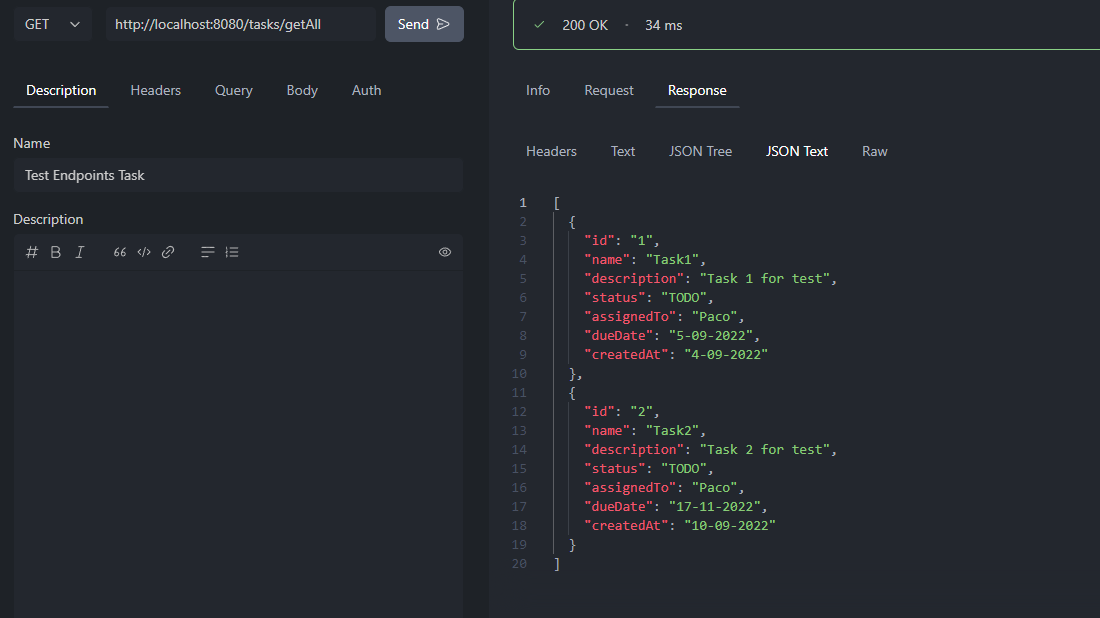 GET
http://localhost:8080/tasks/getAll
Send
Description Headers Query Body Auth
Name
Test Endpoints Task
Description
# B I 66 </>
200 OK · 34 ms
Info Request Response
Headers Text JSON Tree JSON Text Raw
1 [
2 {
3 "id": "1",
4 "name": "Task1",
5 "description": "Task 1 for test",
6 "status": "TODO",
7 "assignedTo": "Paco",
8 "dueDate": "5-09-2022",
9 "createdAt": "4-09-2022"
10 },
11 {
12 "id": "2",
13 "name": "Task2",
14 "description": "Task 2 for test",
15 "status": "TODO",
16 "assignedTo": "Paco",
17 "dueDate": "17-11-2022",
18 "createdAt": "10-09-2022"
19 }
20 ]